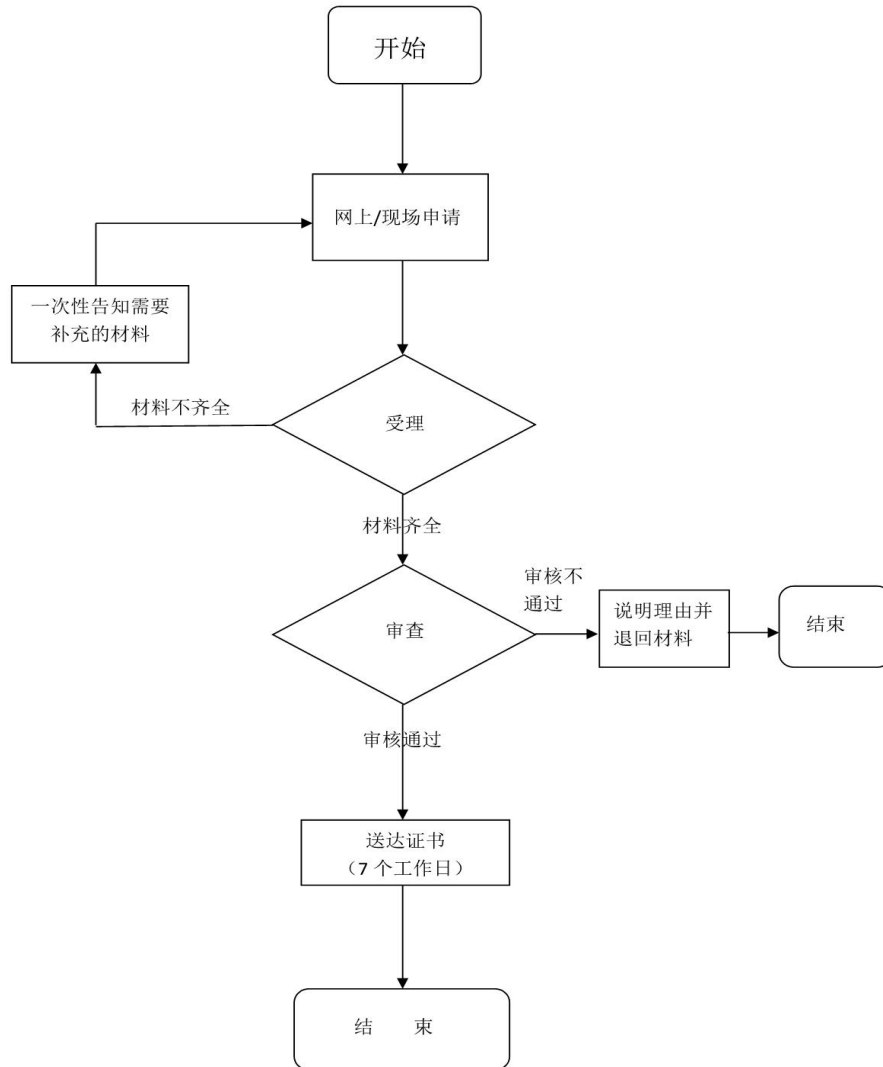 开始
网上/现场申请
一次性告知需要
补充的材料
材料不齐全
受理
材料齐全
审核不
通过
审查
说明理由并
退回材料
结束
审核通过
送达证书
（7个工作日）
结 束